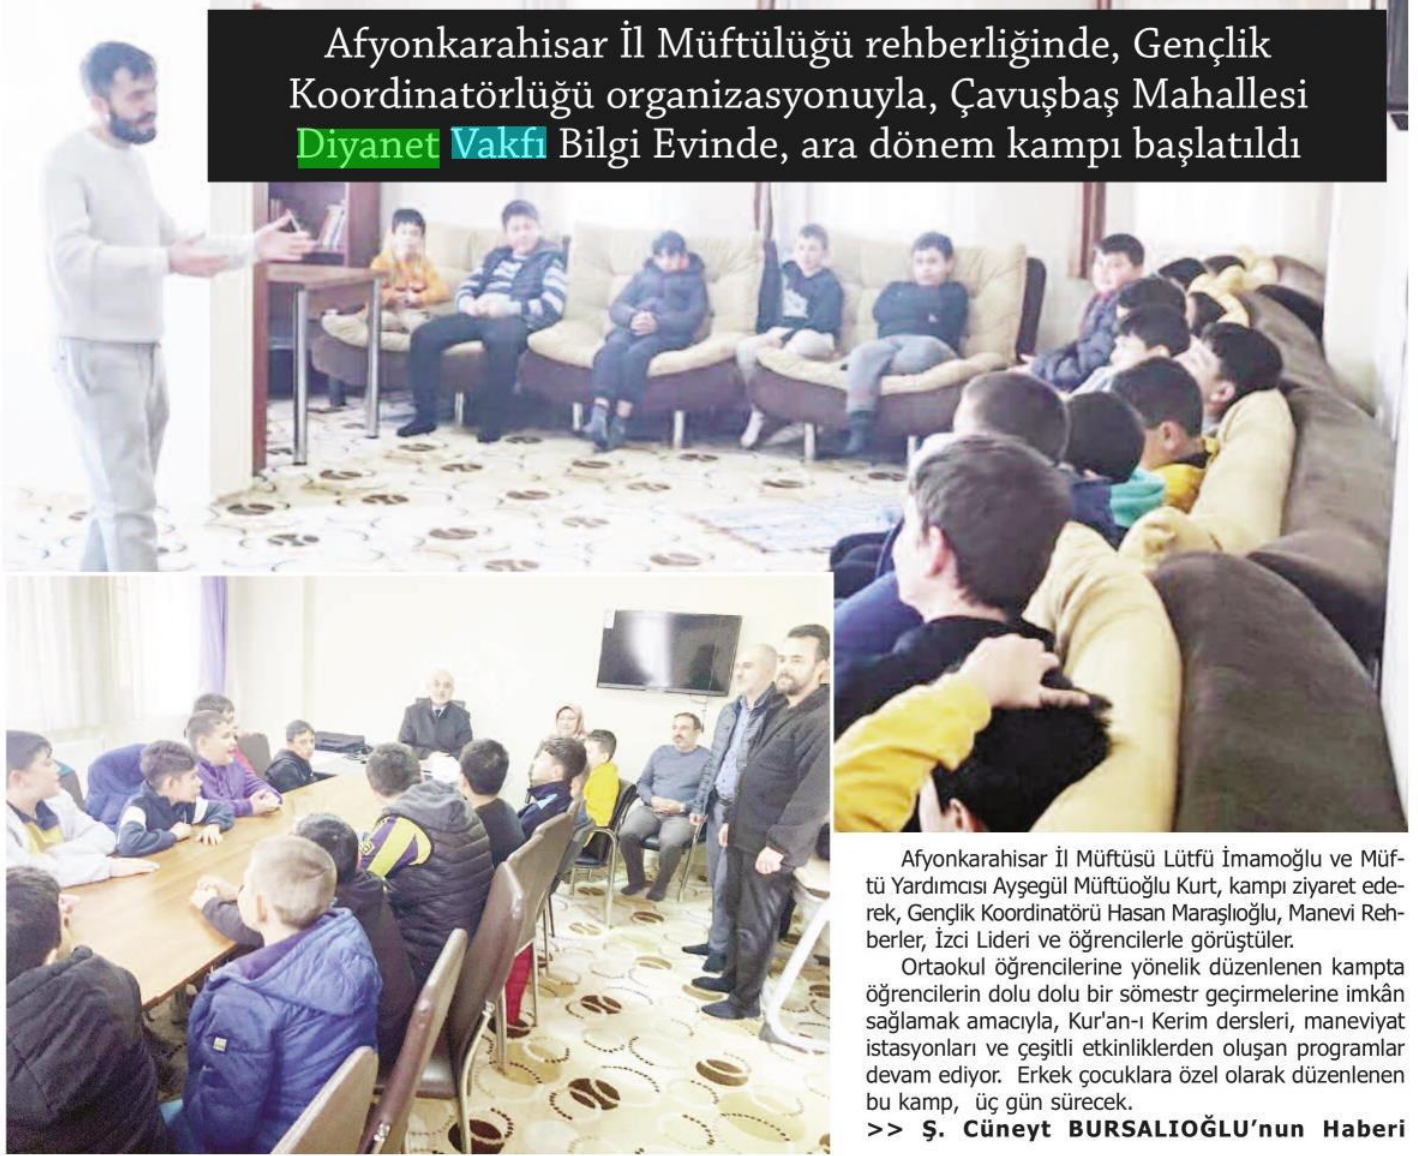 Afyonkarahisar İl Müftülüğü rehberliğinde, Gençlik
Koordinatörlüğü organizasyonuyla, Çavuşbaş Mahallesi
Diyanet Vakfı Bilgi Evinde, ara dönem kampı başlatıldı
Afyonkarahisar İl Müftüsü Lütfü İmamoğlu ve Müf-
tü Yardımcısı Ayşegül Müftüoğlu Kurt, kampı ziyaret ede-
rek, Gençlik Koordinatörü Hasan Maraşlıoğlu, Manevi Reh-
berler, İzci Lideri ve öğrencilerle görüştüler.
Ortaokul öğrencilerine yönelik düzenlenen kampta
öğrencilerin dolu dolu bir sömestr geçirmelerine imkân
sağlamak amacıyla, Kur'an-ı Kerim dersleri, maneviyat
istasyonları ve çeşitli etkinliklerden oluşan programlar
devam ediyor. Erkek çocuklara özel olarak düzenlenen
bu kamp, üç gün sürecek.
>> Ş. Cüneyt BURSALIOĞLU’nun Haberi